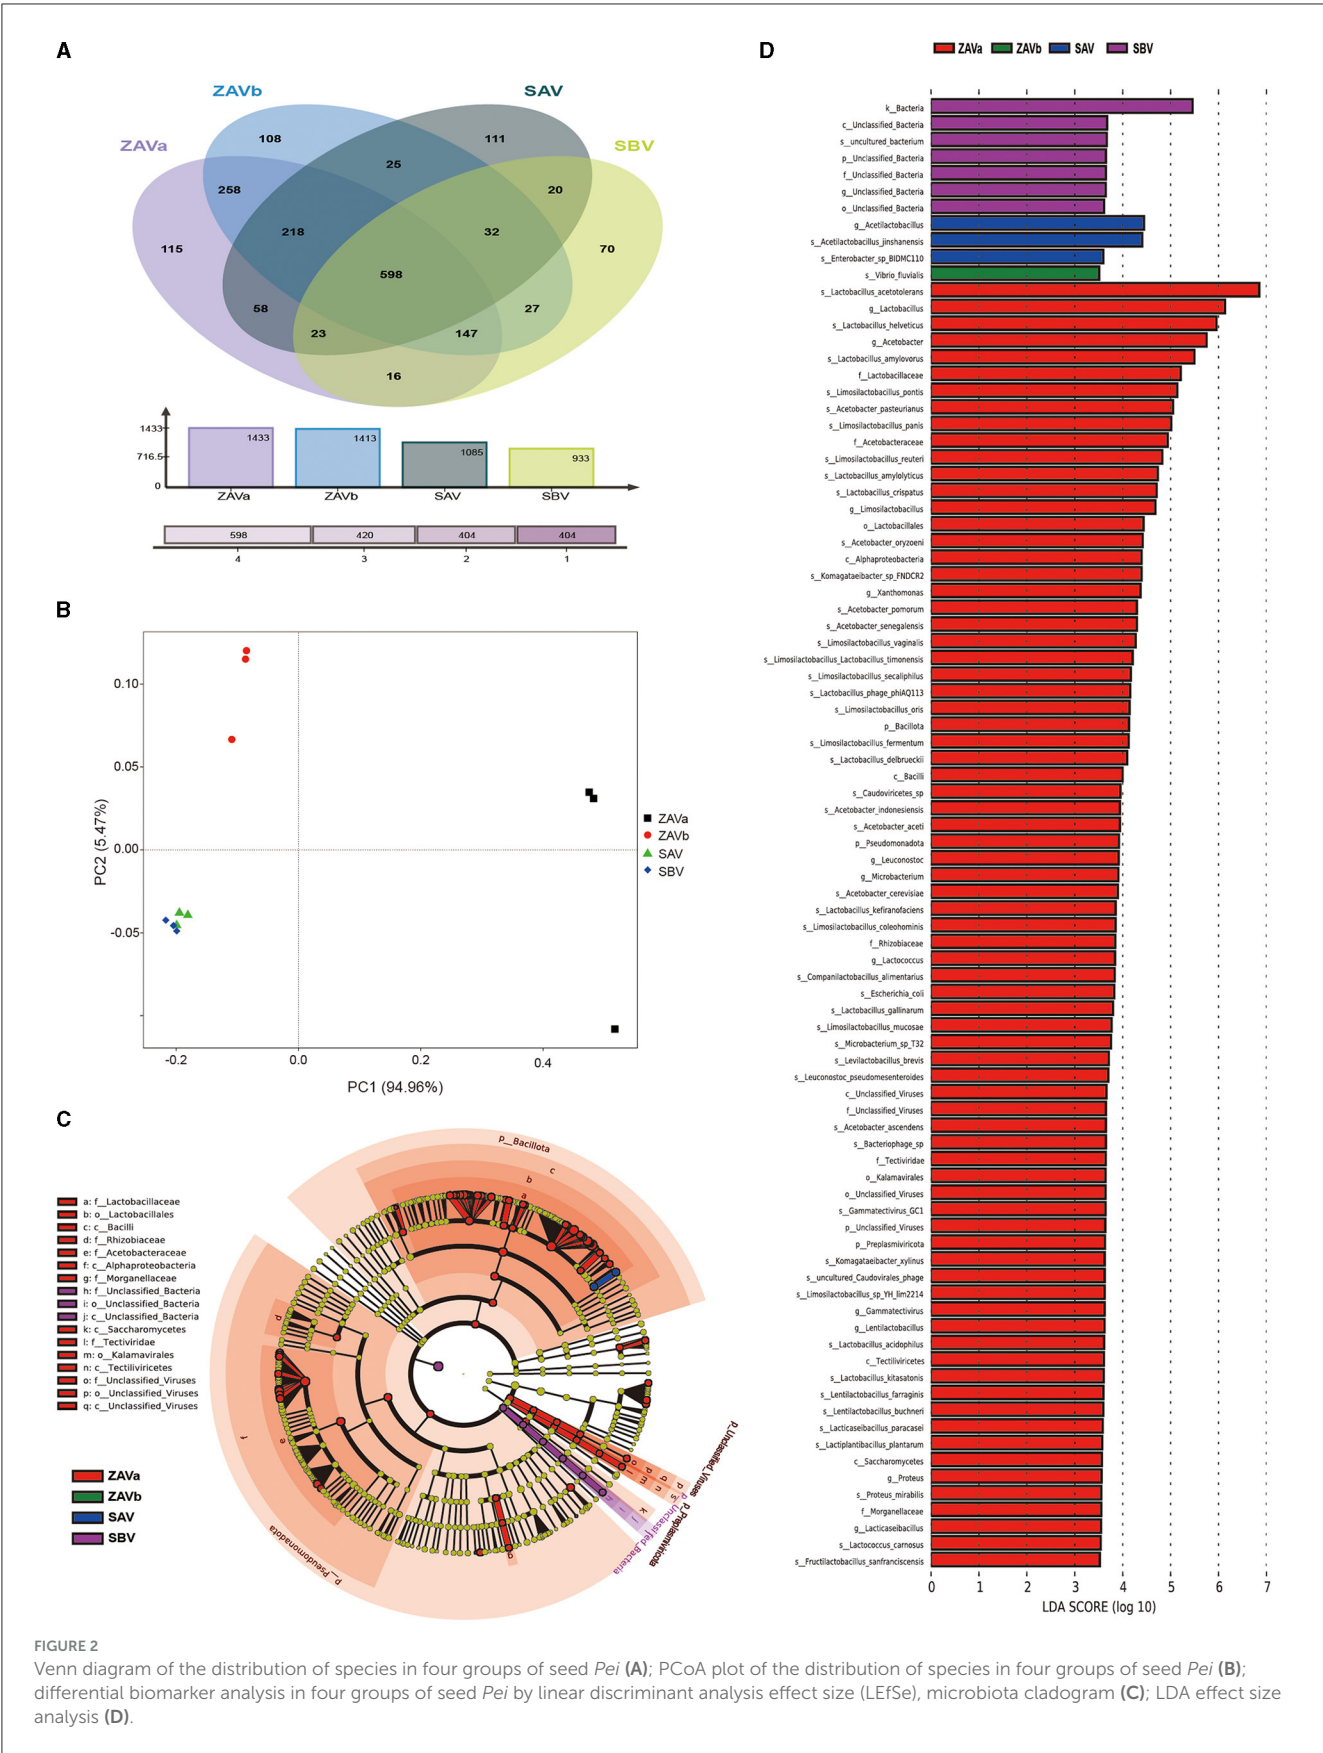 A
ZAVb
SAV
ZAVa
SBV
108
111
25
258
20
218
32
115
70
598
58
27
23
147
16
1433
716.5
0
1433
1413
1085
933
ZAVa
ZAVb
SAV
SBV
598
420
404
404
4
3
2
1
B
0.10
0.05
0.00
-0.05
PC2 (5.47%)
-0.2
0.0
0.2
0.4
PC1 (94.96%)
ZAVa
ZAVb
SAV
SBV
C
a: f__Lactobacillaceae
b: o__Lactobacillales
c: c__Bacilli
d: f__Rhizobiaceae
e: f__Acetobacteraceae
f: c__Alphaproteobacteria
g: f__Morganellaceae
h: f__Unclassified_Bacteria
i: o__Unclassified_Bacteria
j: c__Unclassified_Bacteria
k: c__Saccharomycetes
l: f__Tectiviridae
m: o__Kalamavirales
n: c__Tectiliviricetes
o: f__Unclassified_Viruses
p: o__Unclassified_Viruses
q: c__Unclassified_Viruses
ZAVa
ZAVb
SAV
SBV
p__Bacillota
c
b
a
d
f
e
p__Pseudomonadota
g
k
p_Unclassified_Viruses
p_Preplasmiviricota
p_Unclassified_Bacteria
D
ZAVa
ZAVb
SAV
SBV
k__Bacteria
c__Unclassified_Bacteria
s__uncultured_bacterium
p__Unclassified_Bacteria
f__Unclassified_Bacteria
g__Unclassified_Bacteria
o__Unclassified_Bacteria
g__Acetilactobacillus
s__Acetilactobacillus_jinshanensis
s__Enterobacter_sp_BIDMC110
s__Vibrio_fluvialis
s__Lactobacillus_acetotolerans
g__Lactobacillus
s__Lactobacillus_helveticus
g__Acetobacter
s__Lactobacillus_amylovorus
f__Lactobacillaceae
s__Limosilactobacillus_pontis
s__Acetobacter_pasteurianus
s__Limosilactobacillus_panis
f__Acetobacteraceae
s__Limosilactobacillus_reuteri
s__Lactobacillus_amylolyticus
s__Lactobacillus_crispatus
g__Limosilactobacillus
o__Lactobacillales
s__Acetobacter_oryzoeni
c__Alphaproteobacteria
s__Komagataeibacter_sp_FNDCR2
g__Xanthomonas
s__Acetobacter_pomorum
s__Acetobacter_senegalensis
s__Limosilactobacillus_vaginalis
s__Limosilactobacillus_Lactobacillus_timonensis
s__Limosilactobacillus_secaliphilus
s__Lactobacillus_phage_phiAQ113
s__Limosilactobacillus_oris
p__Bacillota
s__Limosilactobacillus_fermentum
s__Lactobacillus_delbrueckii
c__Bacilli
s__Caudoviricetes_sp
s__Acetobacter_indonesiensis
s__Acetobacter_aceti
p__Pseudomonadota
g__Leuconostoc
g__Microbacterium
s__Acetobacter_cerevisiae
s__Lactobacillus_kefiranofaciens
s__Limosilactobacillus_coleohominis
f__Rhizobiaceae
g__Lactococcus
s__Companilactobacillus_alimentarius
s__Escherichia_coli
s__Lactobacillus_gallinarum
s__Limosilactobacillus_mucosae
s__Microbacterium_sp_T32
s__Levilactobacillus_brevis
s__Leuconostoc_pseudomesenteroides
c__Unclassified_Viruses
f__Unclassified_Viruses
s__Acetobacter_ascendens
s__Bacteriophage_sp
f__Tectiviridae
o__Kalamavirales
o__Unclassified_Viruses
s__Gammatectivirus_GC1
p__Unclassified_Viruses
p__Preplasmiviricota
s__Komagataeibacter_xylinus
s__uncultured_Caudovirales_phage
s__Limosilactobacillus_sp_YH_lim2214
g__Gammatectivirus
g__Lentilactobacillus
s__Lactobacillus_acidophilus
c__Tectiliviricetes
s__Lactobacillus_kitasatonis
s__Lentilactobacillus_farraginis
s__Lentilactobacillus_buchneri
s__Lacticaseibacillus_paracasei
s__Lactiplantibacillus_plantarum
c__Saccharomycetes
g__Proteus
s__Proteus_mirabilis
f__Morganellaceae
g__Lacticaseibacillus
s__Lactococcus_carnosus
s__Fructilactobacillus_sanfranciscensis
0 1 2 3 4 5 6 7
LDA SCORE (log 10)
FIGURE 2
Venn diagram of the distribution of species in four groups of seed Pei (A); PCoA plot of the distribution of species in four groups of seed Pei (B);
differential biomarker analysis in four groups of seed Pei by linear discriminant analysis effect size (LEfSe), microbiota cladogram (C); LDA effect size
analysis (D).